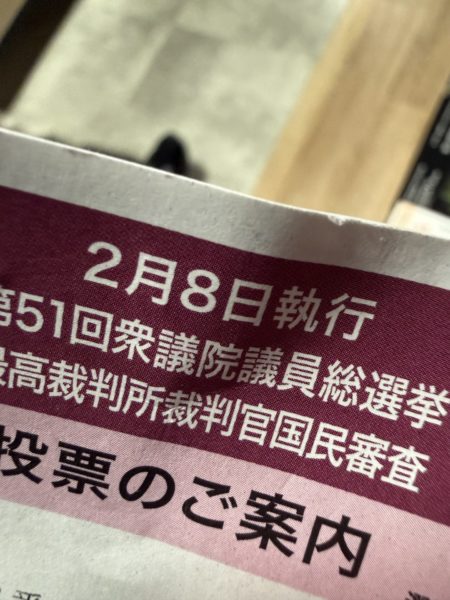 2月8日執行
第51回衆議院議員総選挙
最高裁判所裁判官国民審査
投票のご案内